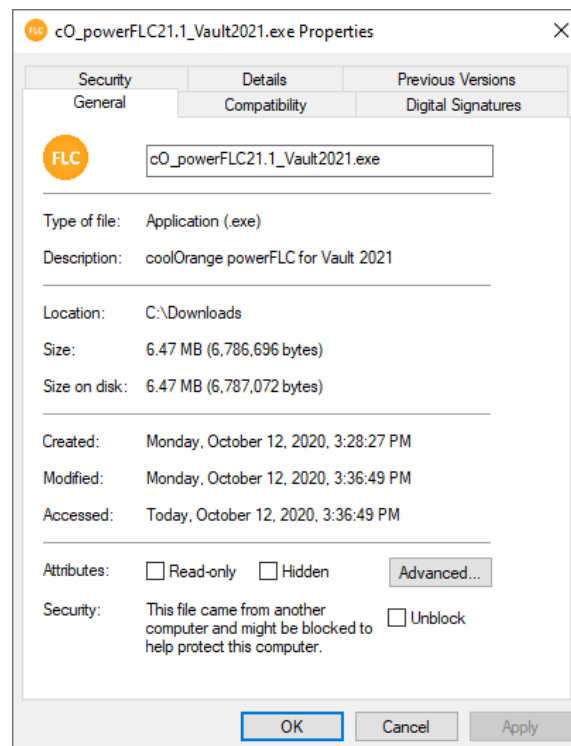 FLC cO_powerFLC21.1_Vault2021.exe Properties
Security Details Previous Versions
General Compatibility Digital Signatures
FLC cO_powerFLC21.1_Vault2021.exe
Type of file: Application (.exe)
Description: coolOrange powerFLC for Vault 2021
Location: C:\Downloads
Size: 6.47 MB (6,786,696 bytes)
Size on disk: 6.47 MB (6,787,072 bytes)
Created: Monday, October 12, 2020, 3:28:27 PM
Modified: Monday, October 12, 2020, 3:36:49 PM
Accessed: Today, October 12, 2020, 3:36:49 PM
Attributes: Read-only Hidden Advanced...
Security: This file came from another
computer and might be blocked to
help protect this computer.
Unblock
OK Cancel Apply